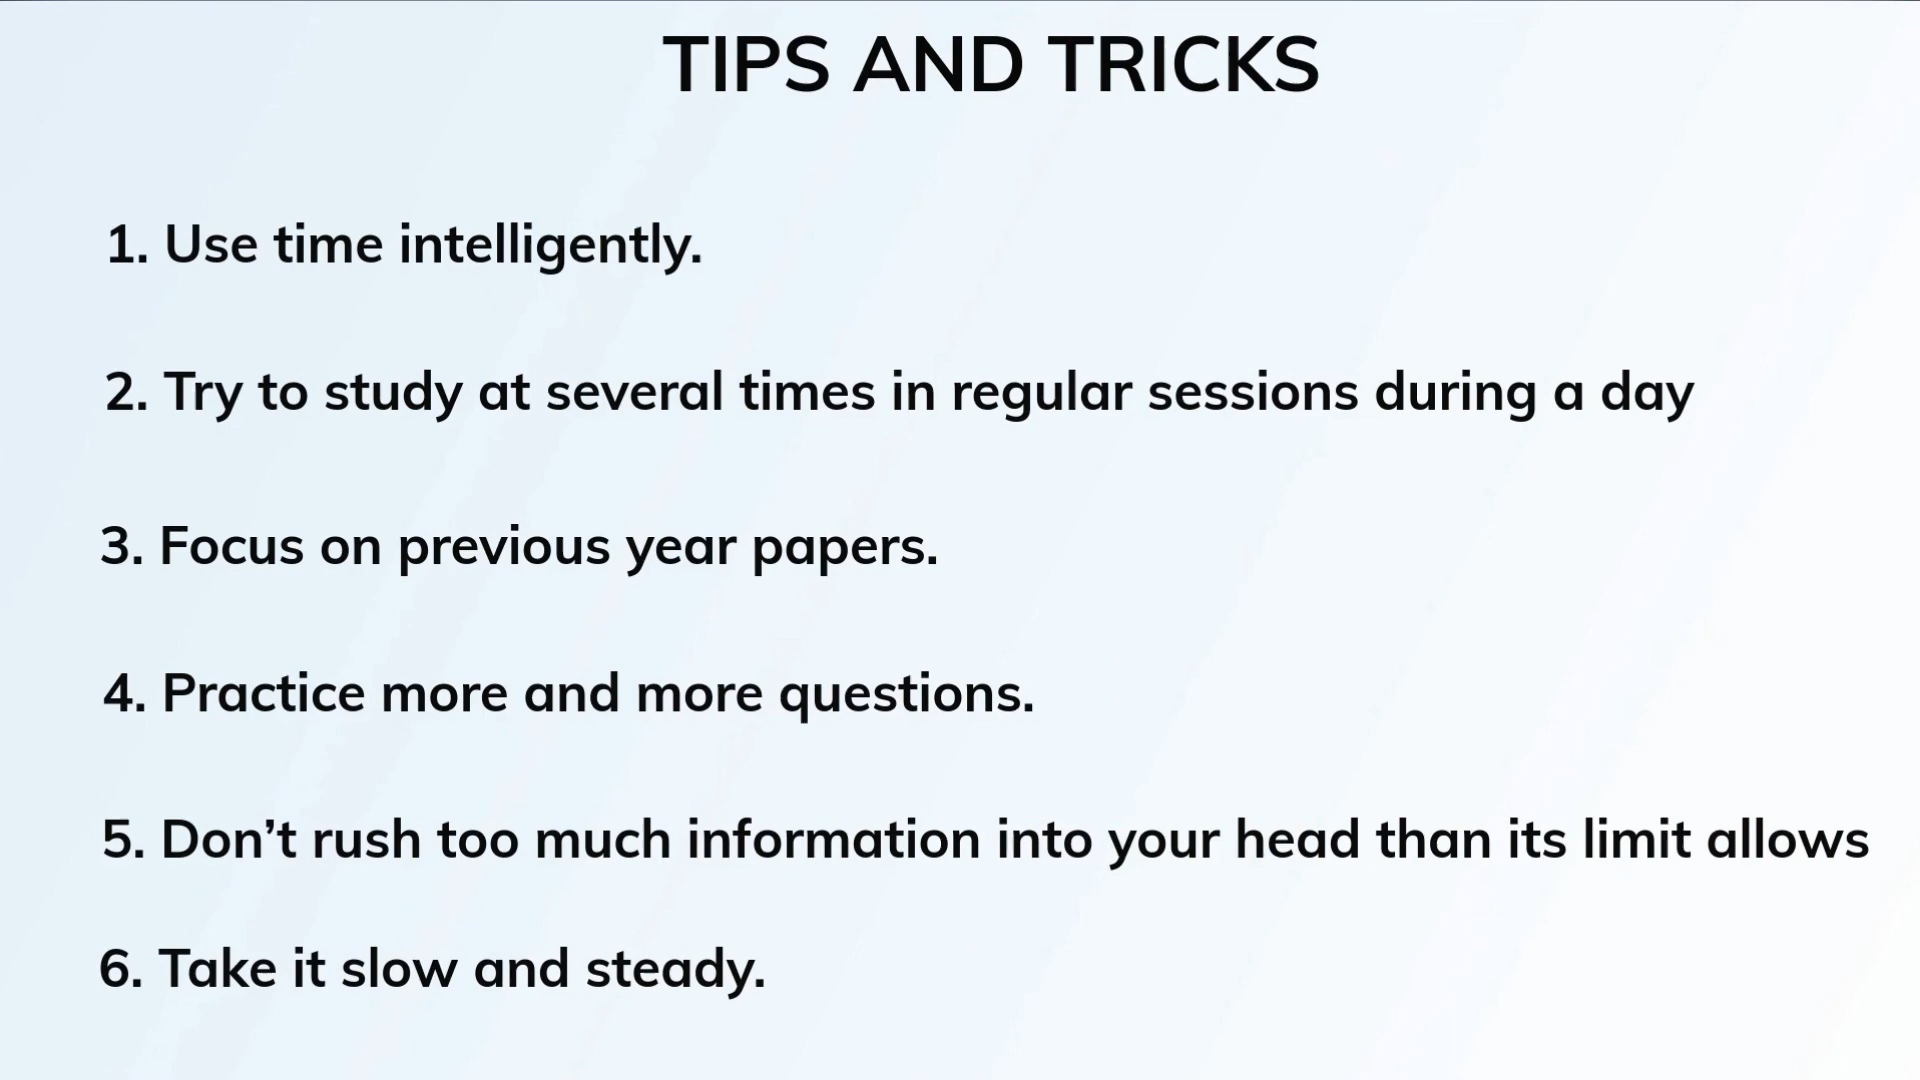 TIPS AND TRICKS
1. Use time intelligently.
2. Try to study at several times in regular sessions during a day
3. Focus on previous year papers.
4. Practice more and more questions.
5. Don’t rush too much information into your head than its limit allows
6. Take it slow and steady.